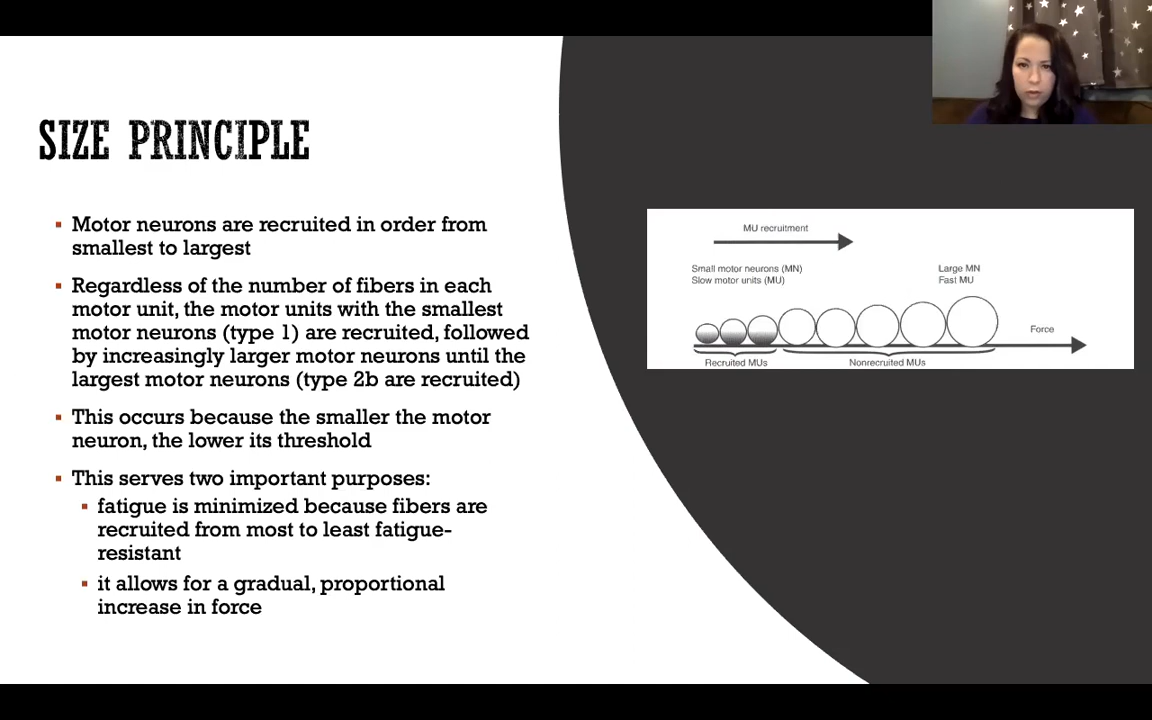 SIZE PRINCIPLE
▪ Motor neurons are recruited in order from
smallest to largest
▪ Regardless of the number of fibers in each
motor unit, the motor units with the smallest
motor neurons (type 1) are recruited, followed
by increasingly larger motor neurons until the
largest motor neurons (type 2b are recruited)
▪ This occurs because the smaller the motor
neuron, the lower its threshold
▪ This serves two important purposes:
▪ fatigue is minimized because fibers are
recruited from most to least fatigue-
resistant
▪ it allows for a gradual, proportional
increase in force
MU recruitment
Small motor neurons (MN)
Slow motor units (MU)
Large MN
Fast MU
Force
Recruited MUs
Nonrecruited MUs